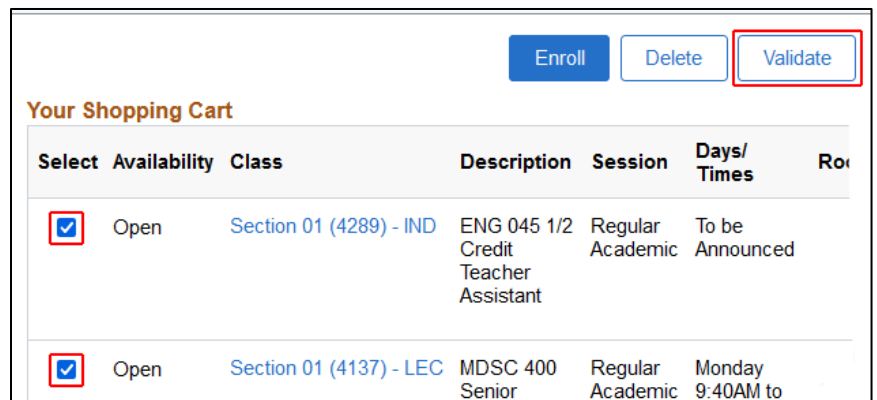 Enroll Delete Validate
Your Shopping Cart
Select Availability Class Description Session Days/
Times
Open Section 01 (4289) - IND ENG 045 1/2 Regular To be
Credit Academic Announced
Teacher
Assistant
Open Section 01 (4137) - LEC MDSC 400 Regular Monday
Senior Academic 9:40AM to